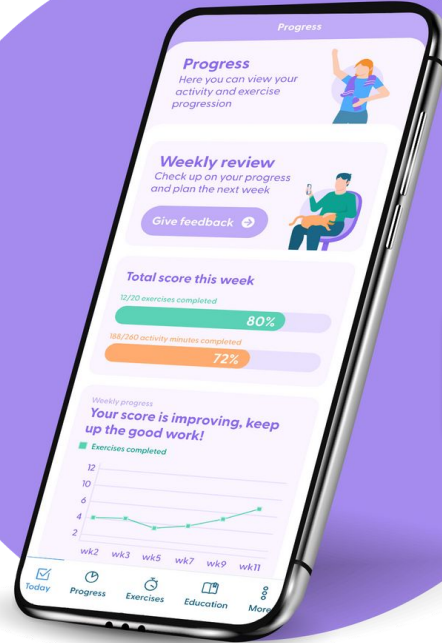 Progress
Progress
Here you can view your
activity and exercise
progression
Weekly review
Check up on your progress
and plan the next week
Give feedback
Total score this week
12/20 exercises completed
80%
188/260 activity minutes completed
72%
Weekly progress
Your score is improving, keep
up the good work!
Exercises completed
12
10
6
4
2
wk2 wk3 wk5 wk7 wk9 wk11
Today Progress Exercises Education More